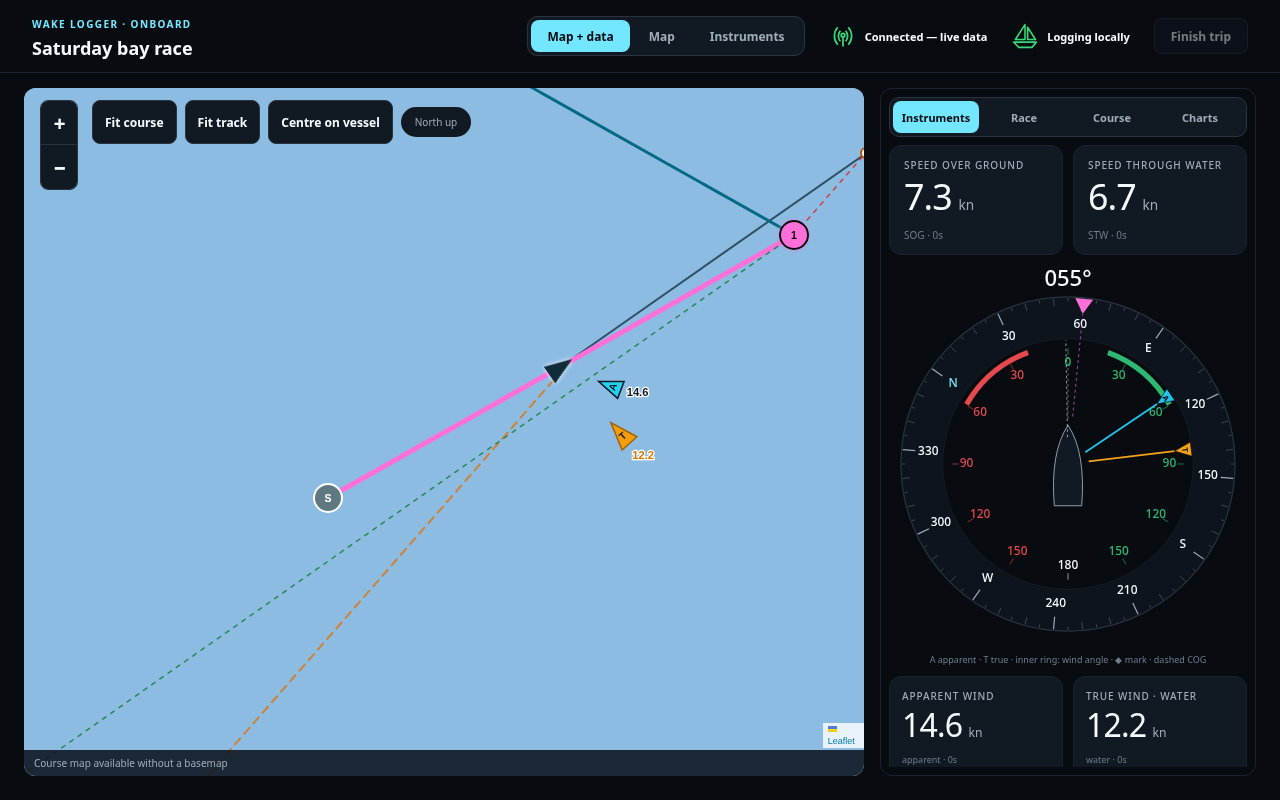 WAKE LOGGER · ONBOARD
Saturday bay race
Map + data
Map
Instruments
Connected — live data
Logging locally
Finish trip
+
−
Fit course
Fit track
Centre on vessel
North up
1
S
A
14.6
T
12.2
Leaflet
Course map available without a basemap
Instruments
Race
Course
Charts
SPEED OVER GROUND
7.3 kn
SOG · 0s
SPEED THROUGH WATER
6.7 kn
STW · 0s
055°
60
30
E
0
30
30
N
60
60
A
120
330
90
90
T
150
300
120
120
S
150
150
W
180
240
210
A apparent · T true · inner ring: wind angle · ◆ mark · dashed COG
APPARENT WIND
14.6 kn
apparent · 0s
TRUE WIND · WATER
12.2 kn
water · 0s